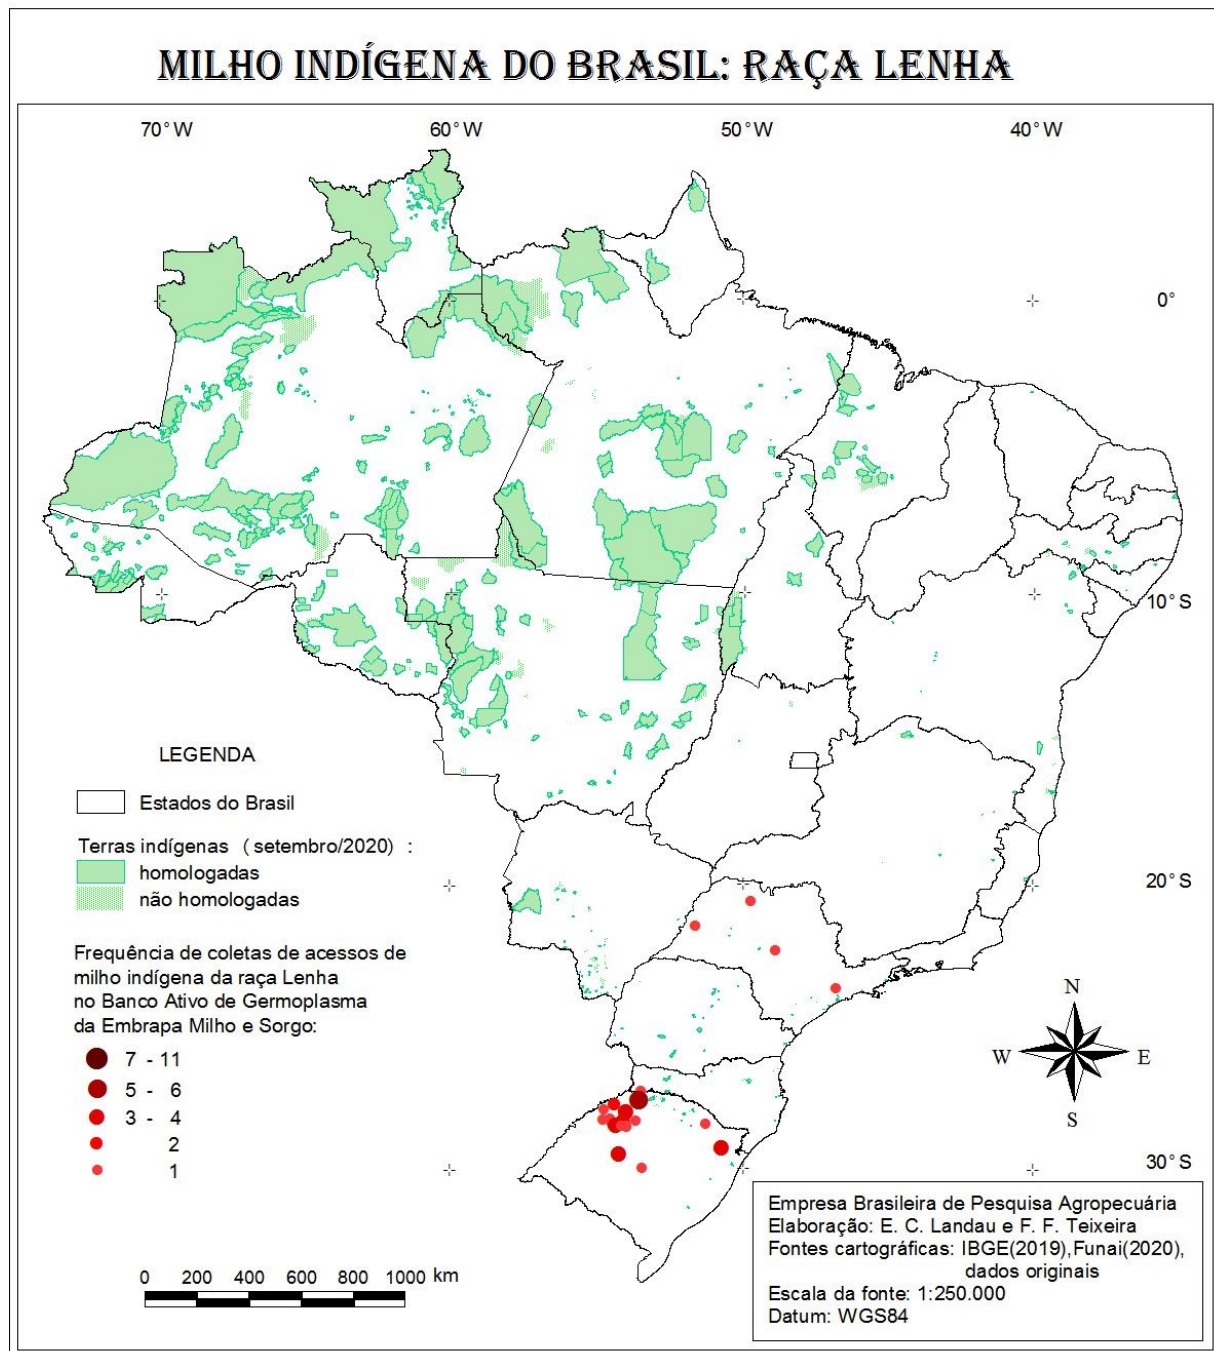 MILHO INDÍGENA DO BRASIL: RAÇA LENHA
70°W 60°W 50°W 40°W
0°
10°S
20°S
30°S
LEGENDA
Estados do Brasil
Terras indígenas (setembro/2020) :
homologadas
não homologadas
Frequência de coletas de acessos de
milho indígena da raça Lenha
no Banco Ativo de Germoplasma
da Embrapa Milho e Sorgo:
7 - 11
5 - 6
3 - 4
2
1
N
W E
S
0 200 400 600 800 1000 km
Empresa Brasileira de Pesquisa Agropecuária
Elaboração: E. C. Landau e F. F. Teixeira
Fontes cartográficas: IBGE(2019),Funai(2020),
dados originais
Escala da fonte: 1:250.000
Datum: WGS84